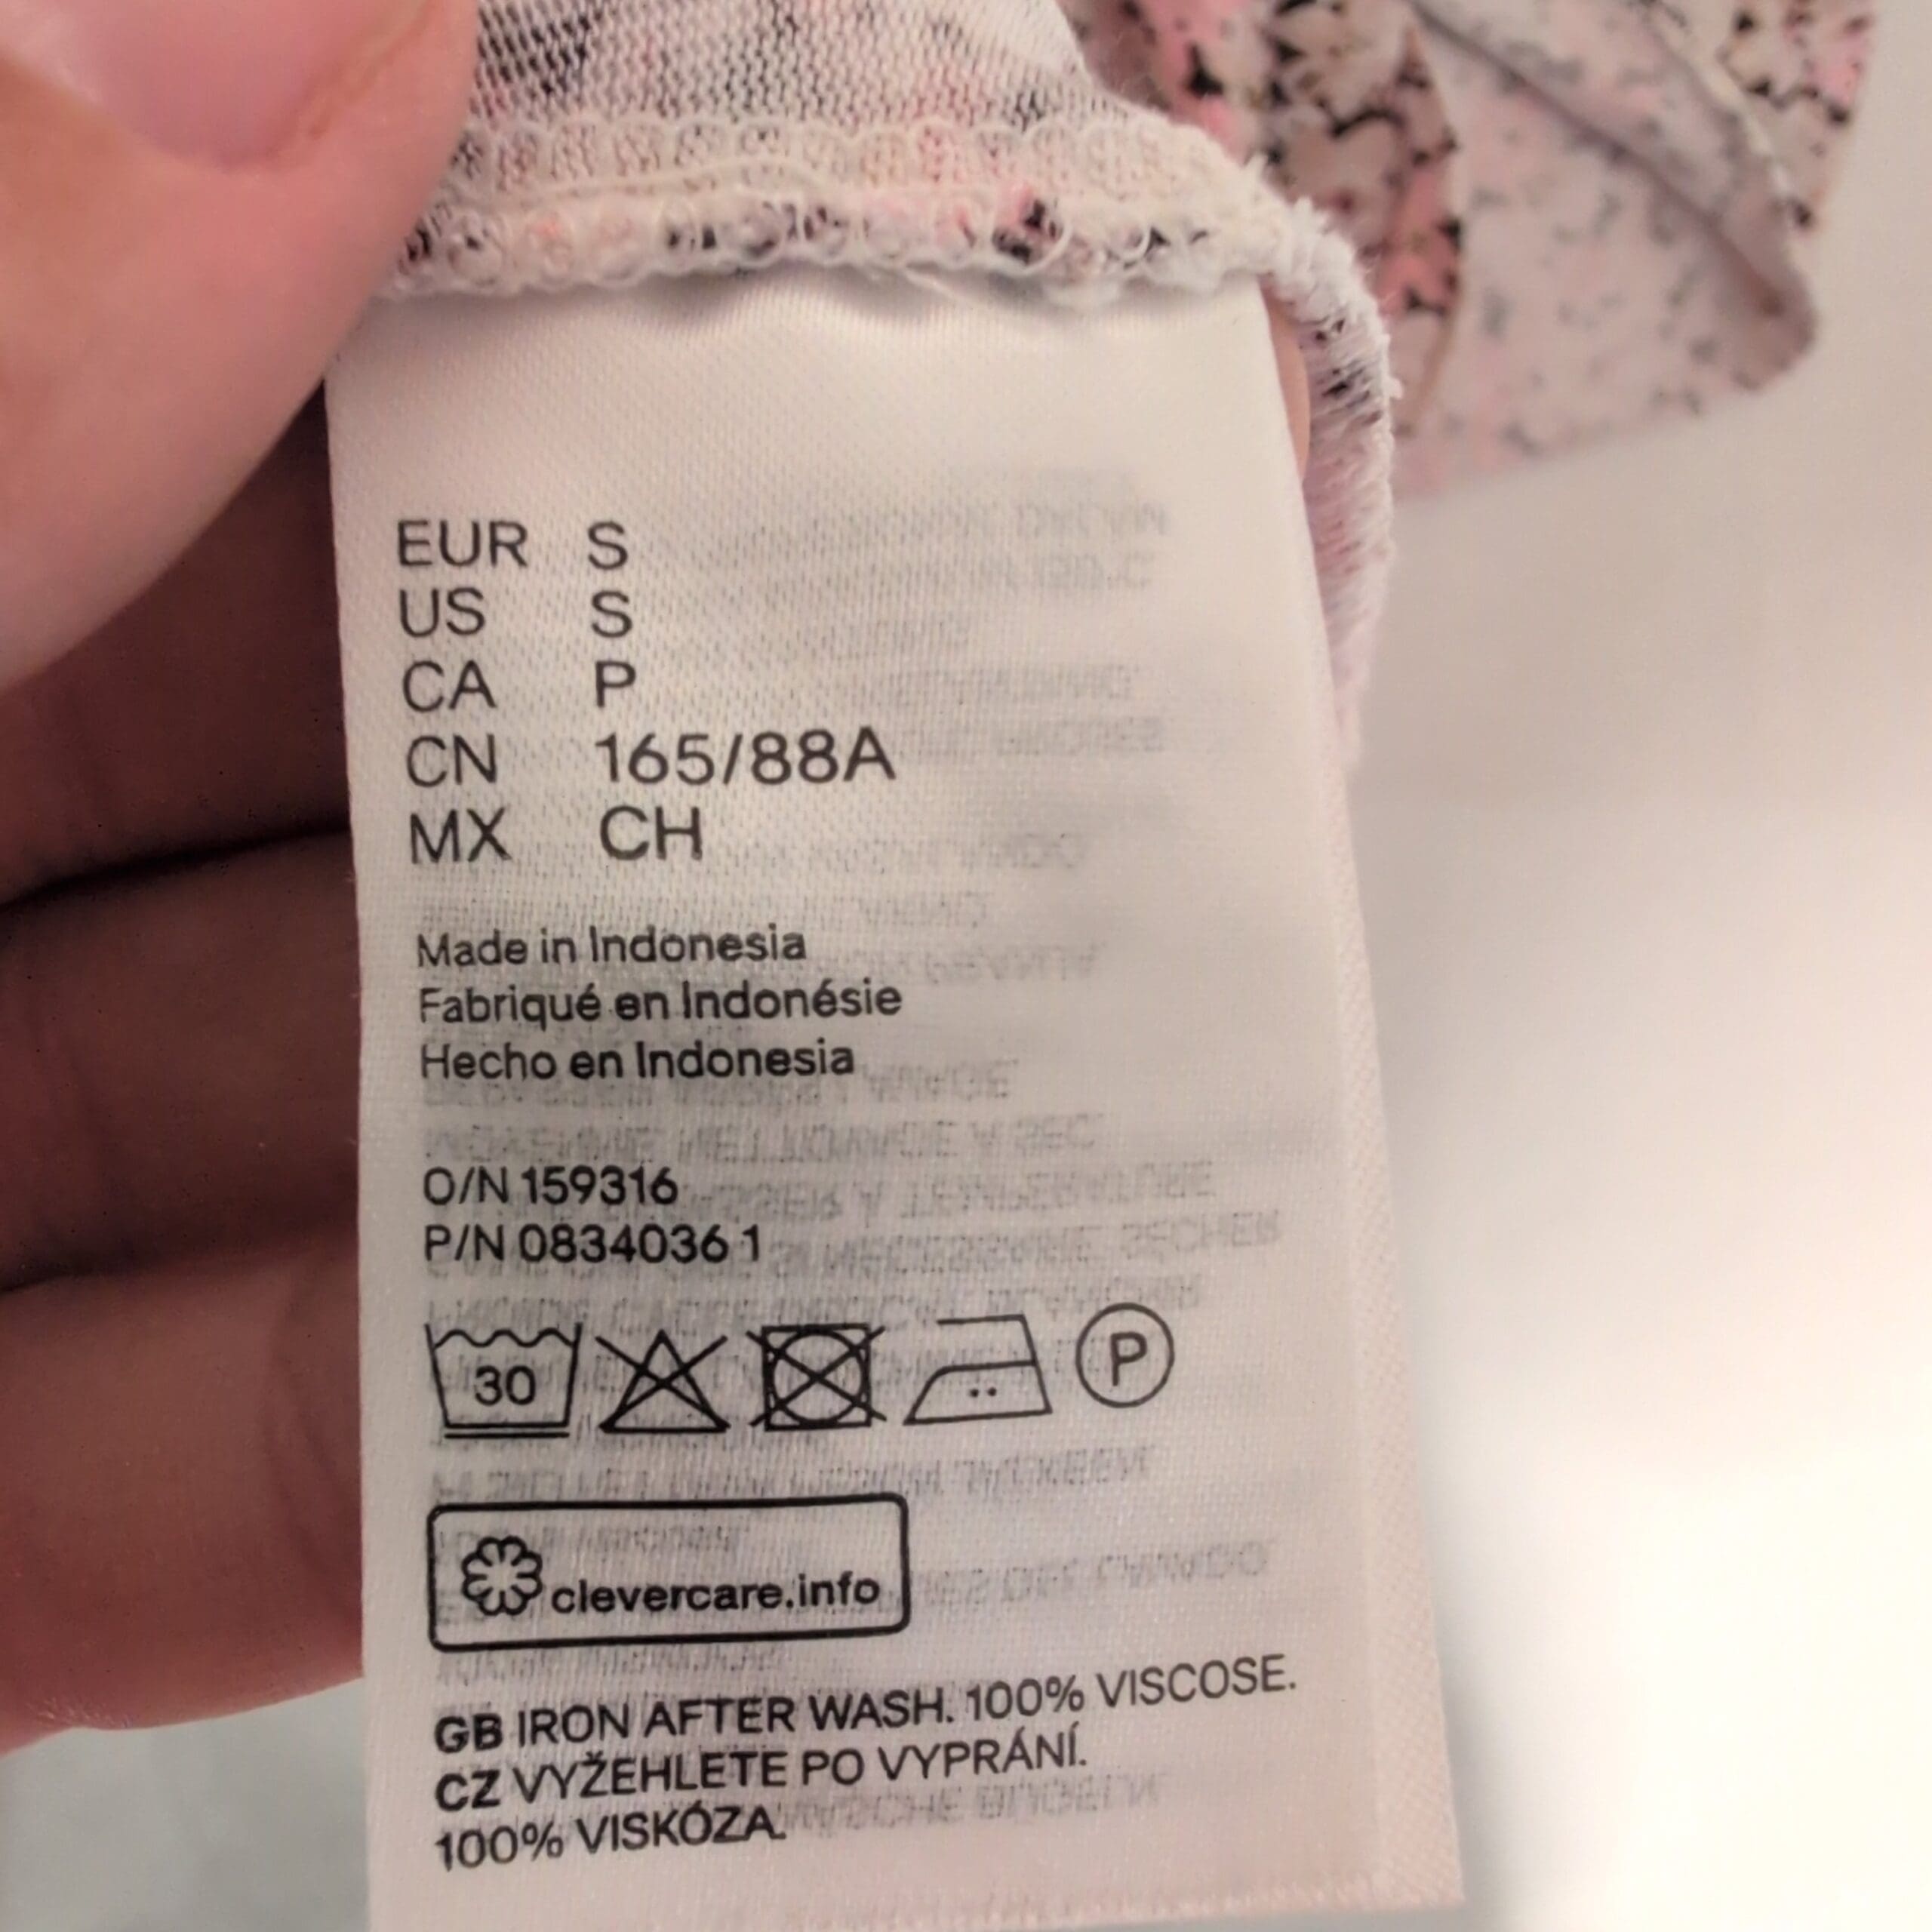 EUR S
US S
CA P
CN 165/88A
MX CH
Made in Indonesia
Fabriqué en Indonésie
Hecho en Indonesia
O/N 159316
P/N 0834036 1
30
P
clevercare.info
GB IRON AFTER WASH. 100% VISCOSE.
CZ VYŽEHLETE PO VYPRÁNÍ.
100% VISKÓZA.